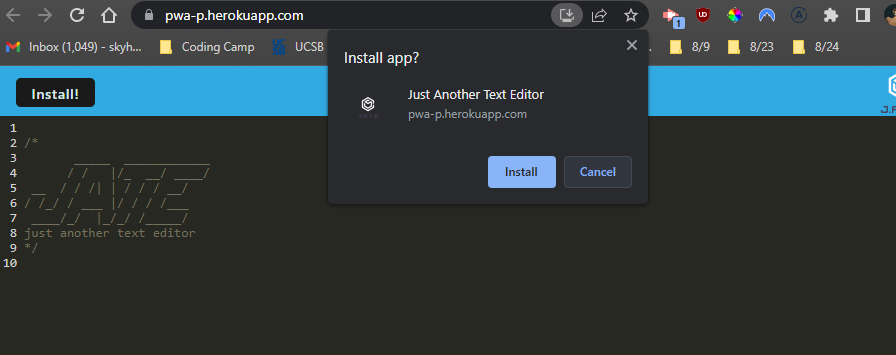 pwa-p.herokuapp.com
1
Inbox (1,049) - skyh...
Coding Camp
UCSB
8/9
8/23
8/24
Install app?
Just Another Text Editor
pwa-p.herokuapp.com
Install
Cancel
Install!
1
2 /*
3
4
5
6
7
8 just another text editor
9 */
10